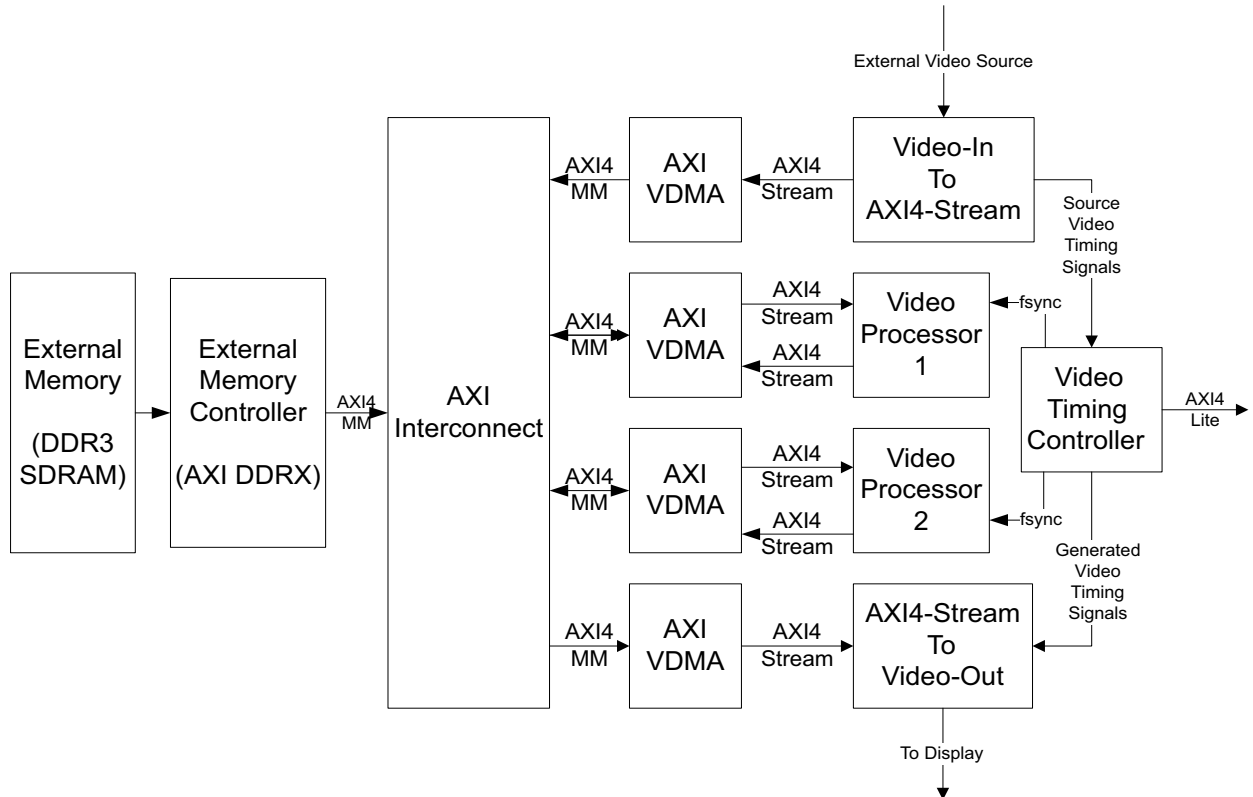 External Video Source
Video-In
To
AXI4-Stream
AXI4
Stream
AXI
VDMA
AXI4
MM
Source
Video
Timing
Signals
External
Memory
(DDR3
SDRAM)
External
Memory
Controller
(AXI DDRX)
AXI4
MM
AXI
Interconnect
AXI4
MM
AXI
VDMA
AXI4
Stream
AXI4
Stream
Video
Processor
1
fsync
Video
Timing
Controller
AXI4
Lite
AXI4
MM
AXI
VDMA
AXI4
Stream
AXI4
Stream
Video
Processor
2
fsync
Generated
Video
Timing
Signals
AXI4
MM
AXI
VDMA
AXI4
Stream
AXI4-Stream
To
Video-Out
To Display